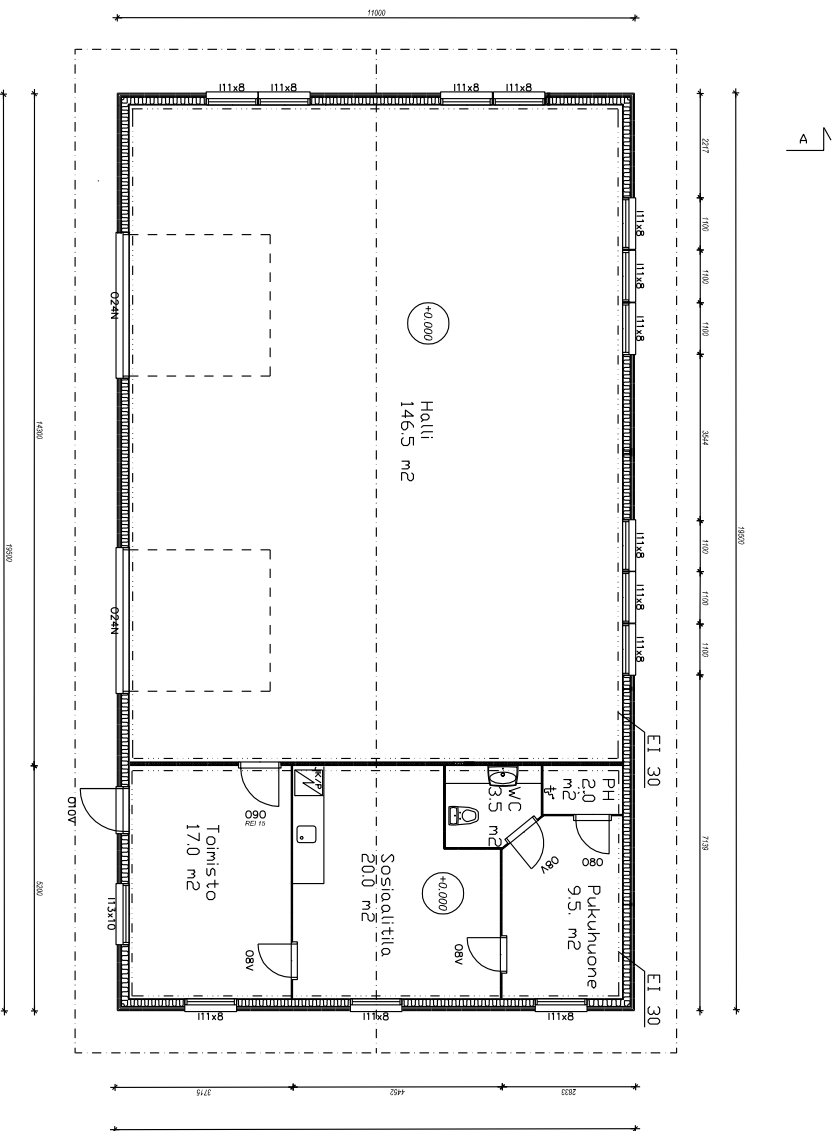 11000
I11x8
I11x8
I11x8
I11x8
A
2217
I11x8
1100
I11x8
1100
I11x8
1100
O24N
+0.000
Halli
146.5 m2
14300
3544
19500
19500
I11x8
1100
I11x8
1100
I11x8
1100
O24N
EI 30
JK/P
WC
3.5 m2
PH
2.0 m2
O10V
O90
REI 15
O8V
O80
7139
Toimisto
17.0 m2
Sosiaalitila
20.0 m2
+0.000
Pukuhuone
9.5 m2
5200
I13x10
O8V
O8V
EI 30
I11x8
I11x8
I11x8
3715
4452
2833